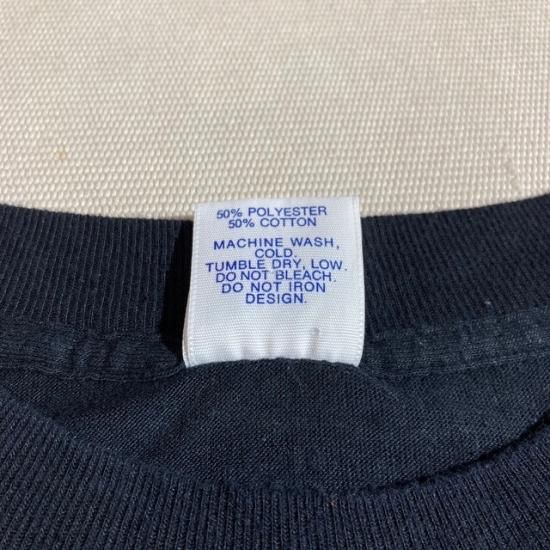 50% POLYESTER
50% COTTON
MACHINE WASH,
COLD.
TUMBLE DRY, LOW.
DO NOT BLEACH.
DO NOT IRON
DESIGN.